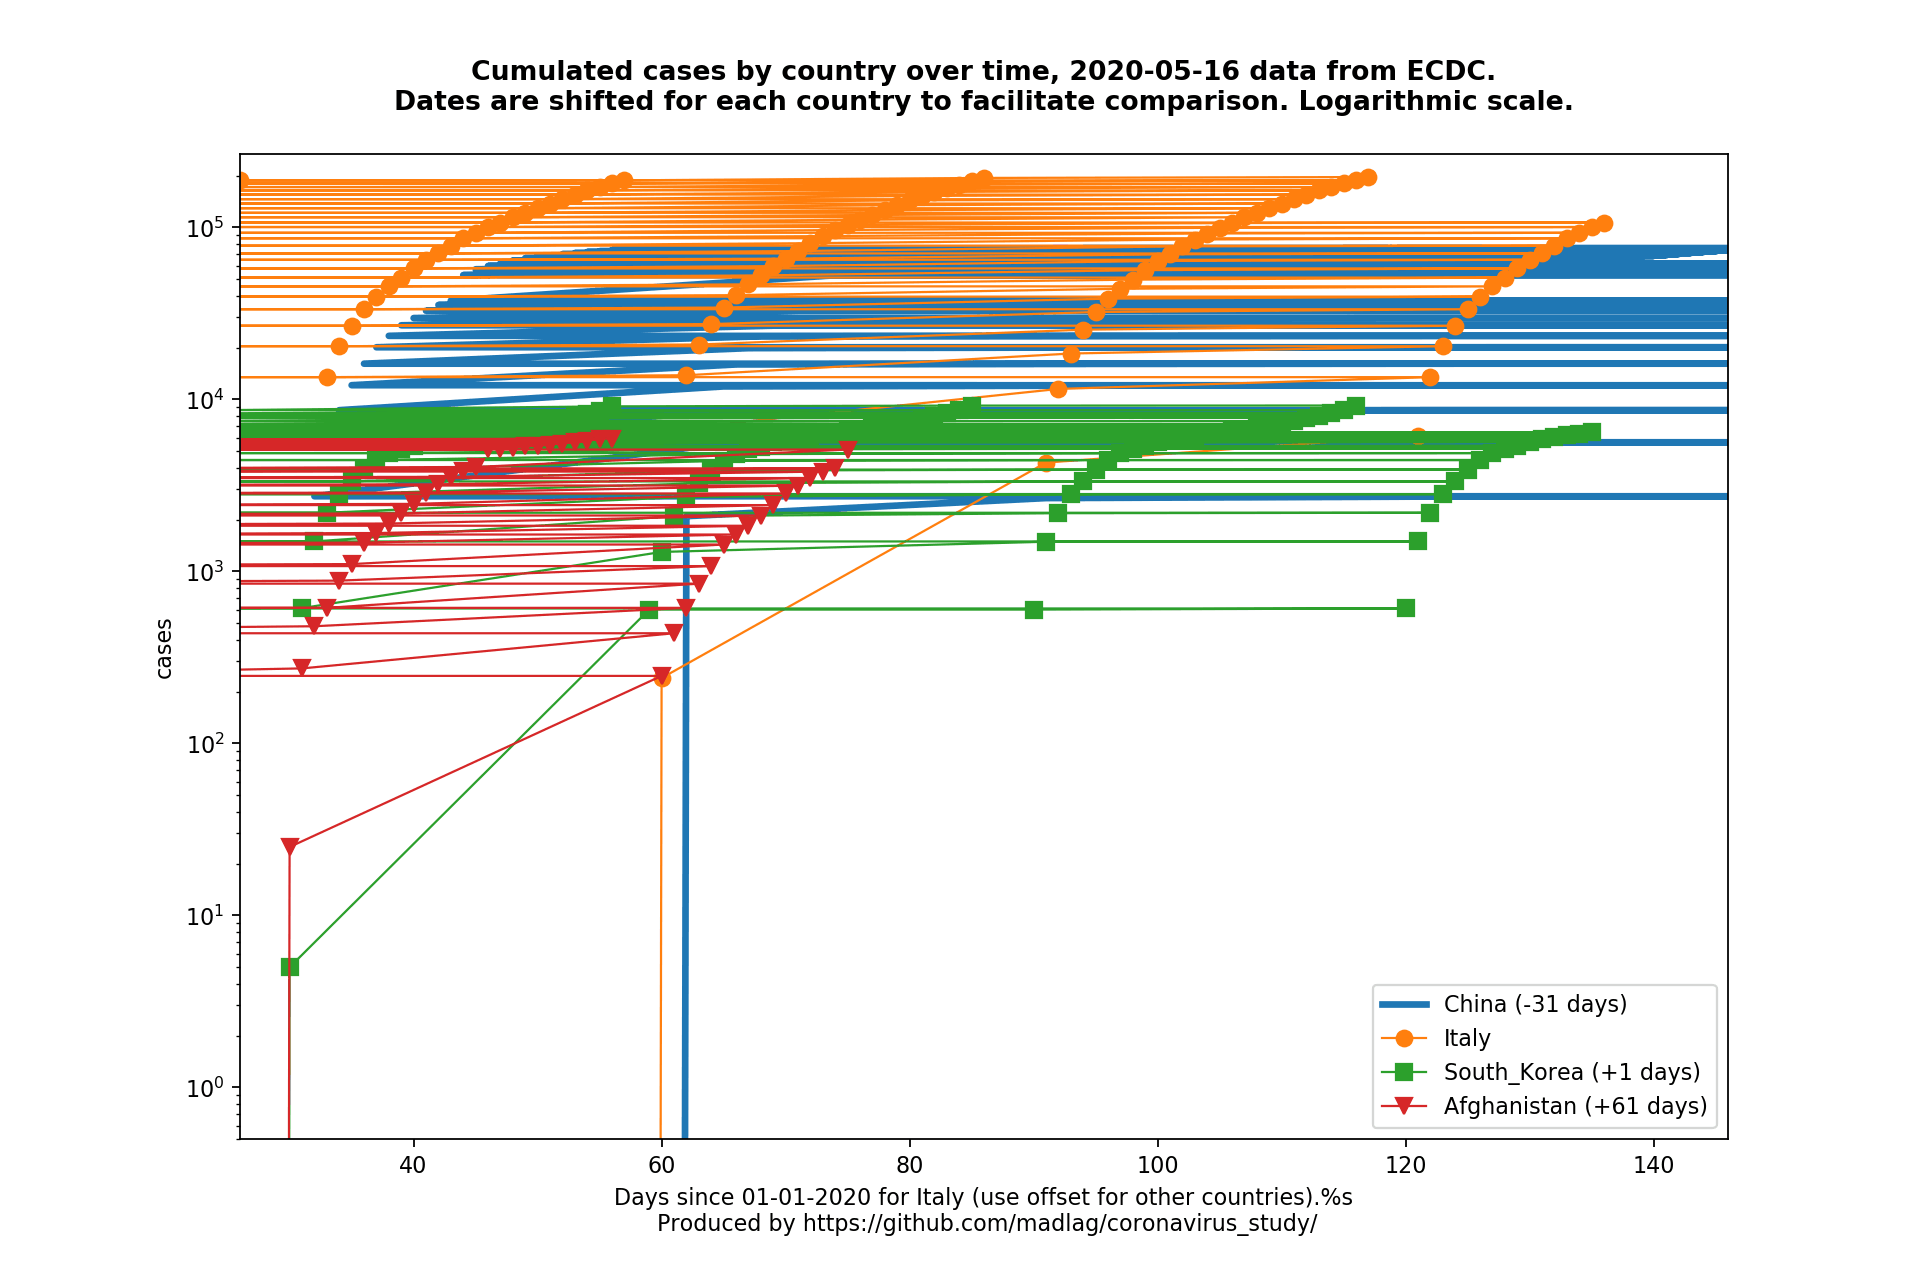 Cumulated cases by country over time, 2020-05-16 data from ECDC.
Dates are shifted for each country to facilitate comparison. Logarithmic scale.
10^5
10^4
10^3
10^2
10^1
10^0
cases
40 60 80 100 120 140
China (-31 days)
Italy
South_Korea (+1 days)
Afghanistan (+61 days)
Days since 01-01-2020 for Italy (use offset for other countries).%s
Produced by https://github.com/madlag/coronavirus_study/